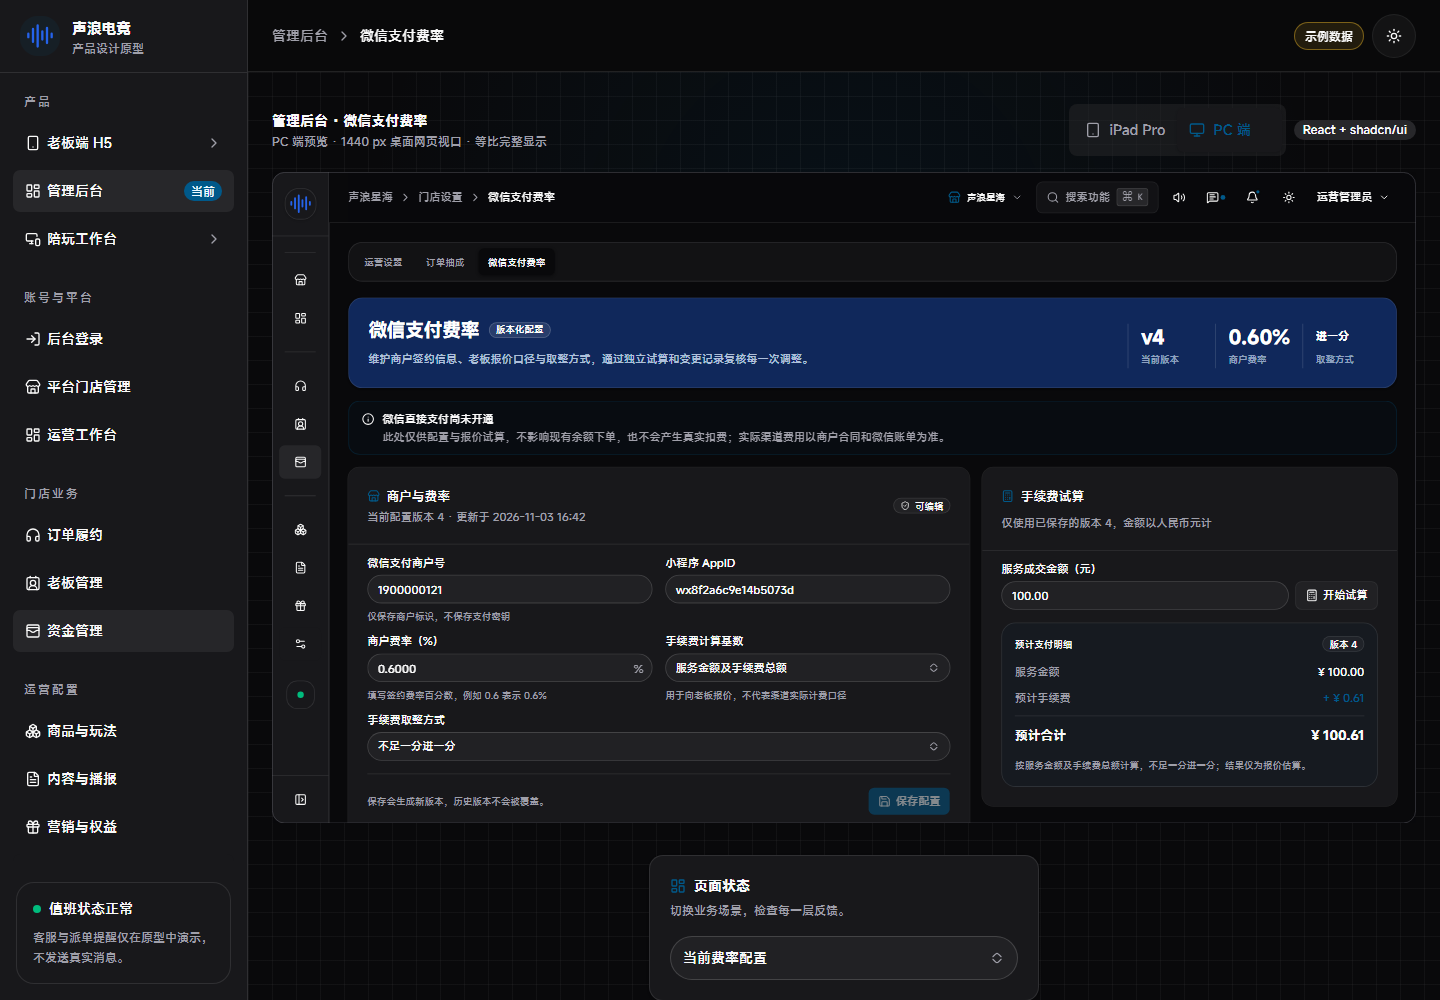 声浪电竞
产品设计原型
产品
老板端 H5
管理后台
当前
陪玩工作台
账号与平台
后台登录
平台门店管理
运营工作台
门店业务
订单履约
老板管理
资金管理
运营配置
商品与玩法
内容与播报
营销与权益
值班状态正常
客服与派单提醒仅在原型中演示，
不发送真实消息。
管理后台
微信支付费率
示例数据
管理后台 · 微信支付费率
PC 端预览 · 1440 px 桌面网页视口 · 等比完整显示
iPad Pro
PC 端
React + shadcn/ui
声浪星海
门店设置
微信支付费率
声浪星海
搜索功能
⌘ K
运营管理员
运营设置
订单抽成
微信支付费率
微信支付费率
版本化配置
维护商户签约信息、老板报价口径与取整方式，通过独立试算和变更记录复核每一次调整。
v4
当前版本
0.60%
商户费率
进一分
取整方式
微信直接支付尚未开通
此处仅供配置与报价试算，不影响现有余额下单，也不会产生真实扣费；实际渠道费用以商户合同和微信账单为准。
商户与费率
当前配置版本 4 · 更新于 2026-11-03 16:42
可编辑
微信支付商户号
小程序 AppID
1900000121
wx8f2a6c9e14b5073d
仅保存商户标识，不保存支付密钥
商户费率（%）
手续费计算基数
0.6000
%
服务金额及手续费总额
填写签约费率百分数，例如 0.6 表示 0.6%
用于向老板报价，不代表渠道实际计费口径
手续费取整方式
不足一分进一分
保存会生成新版本，历史版本不会被覆盖。
保存配置
手续费试算
仅使用已保存的版本 4，金额以人民币元计
服务成交金额（元）
100.00
开始试算
预计支付明细
版本 4
服务金额
¥ 100.00
预计手续费
+ ¥ 0.61
预计合计
¥ 100.61
按服务金额及手续费总额计算，不足一分进一分；结果仅为报价估算。
页面状态
切换业务场景，检查每一层反馈。
当前费率配置